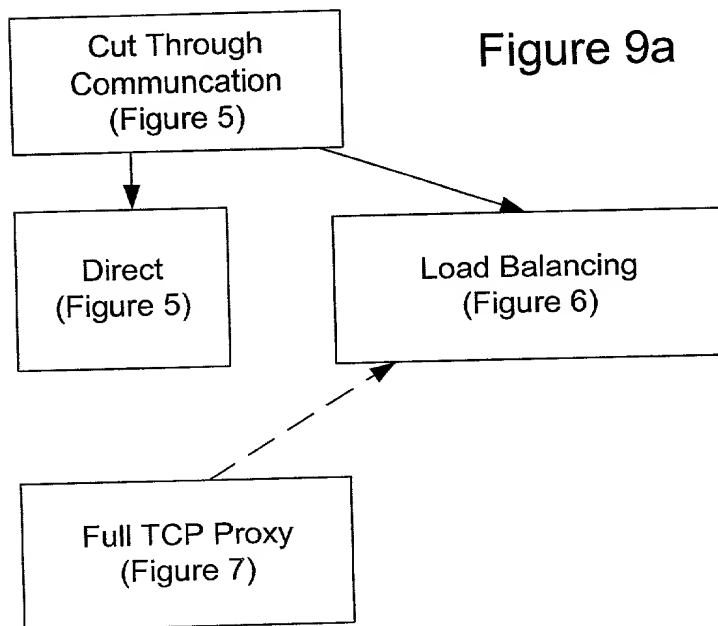 Cut Through
Communcation
(Figure 5)
Figure 9a
Direct
(Figure 5)
Load Balancing
(Figure 6)
Full TCP Proxy
(Figure 7)